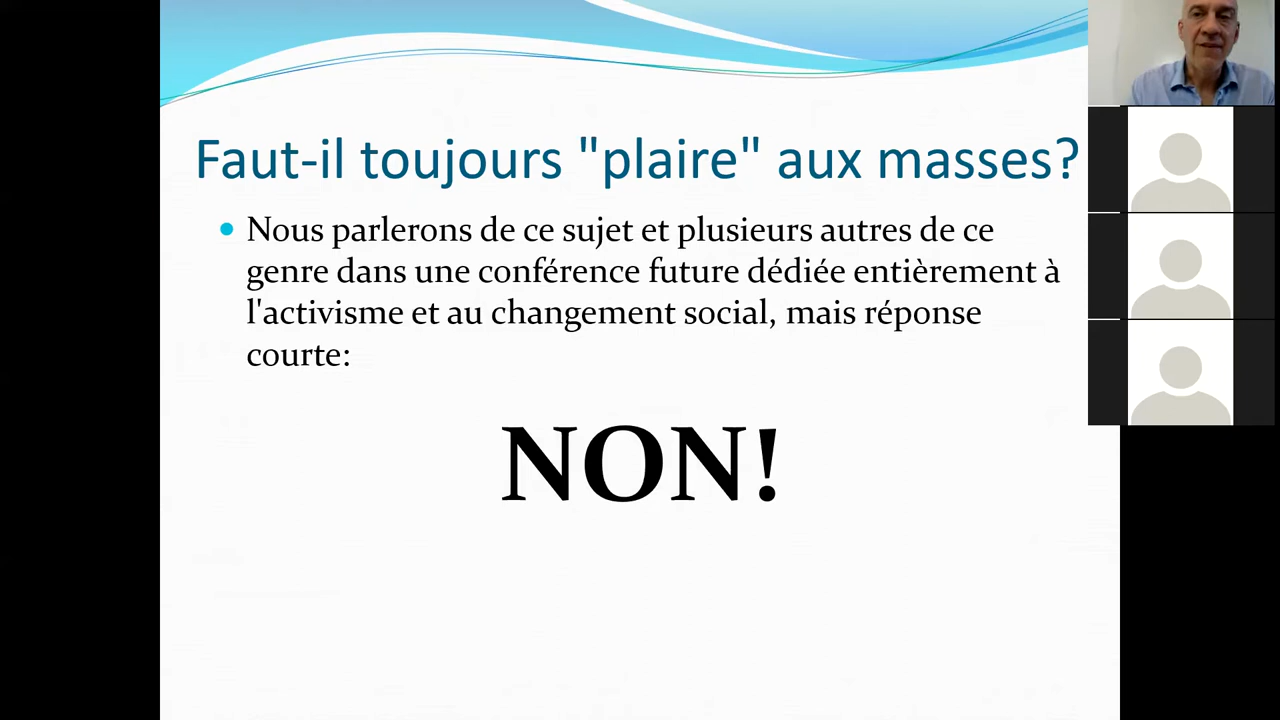 Faut-il toujours "plaire" aux masses?
Nous parlerons de ce sujet et plusieurs autres de ce
genre dans une conférence future dédiée entièrement à
l'activisme et au changement social, mais réponse
courte:
NON!